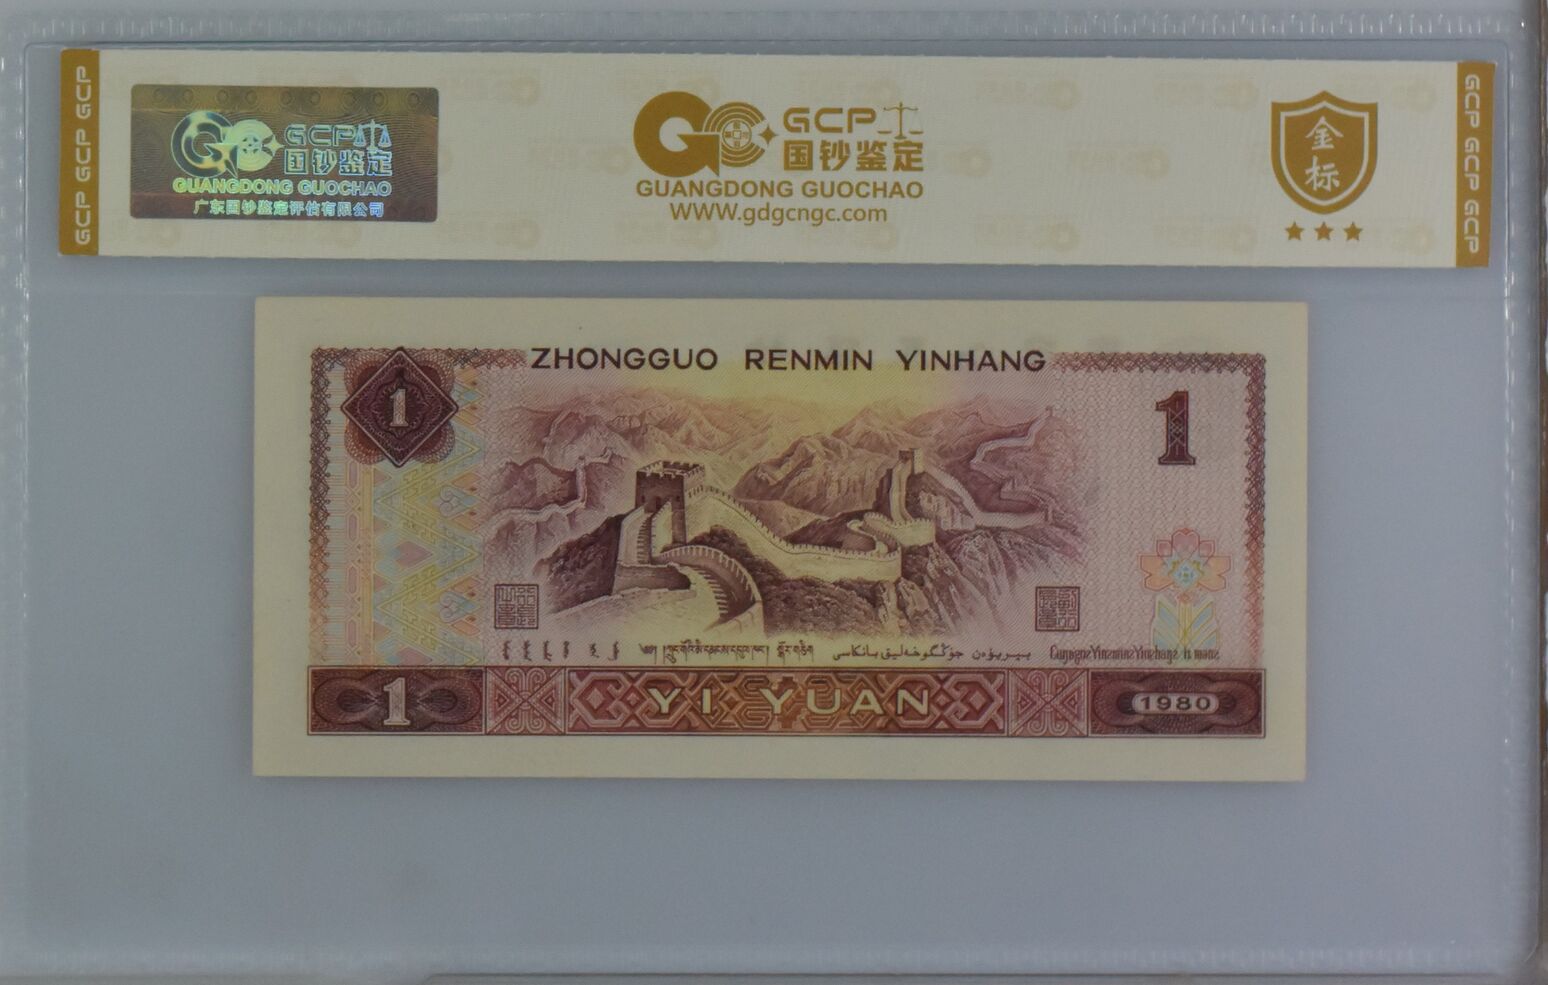 GCP GCP GCP
GCP 国钞鉴定
GUANGDONG GUOCHAO
广东国钞鉴定评估有限公司
GCP
国钞鉴定
GUANGDONG GUOCHAO
WWW.gdgcngc.com
金标
GCP GCP GCP
ZHONGGUO RENMIN YINHANG
1
1
1
YI YUAN
1980